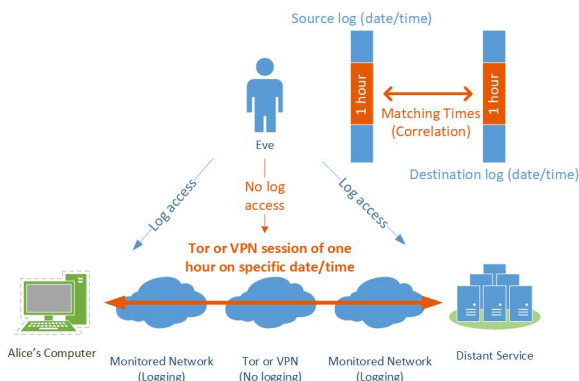 Source log (date/time)
1 hour
1 hour
Matching Times
(Correlation)
Destination log (date/time)
Eve
Log access
No log
access
Log access
Tor or VPN session of one
hour on specific date/time
Alice's Computer
Monitored Network
(Logging)
Tor or VPN
(No logging)
Monitored Network
(Logging)
Distant Service